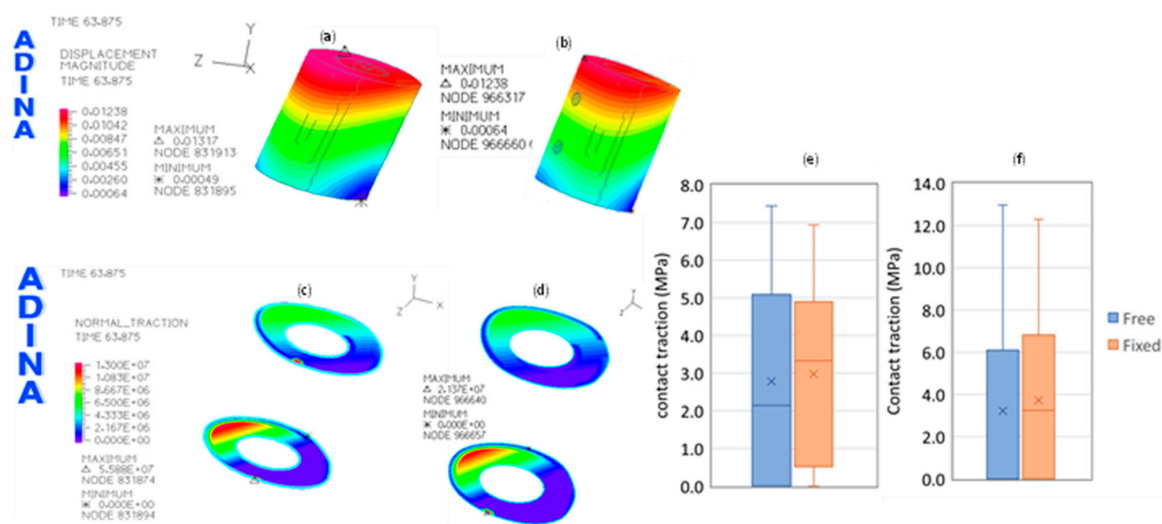 TIME 63.875
ADINA
DISPLACEMENT
MAGNITUDE
TIME 63.875
0.01238
0.01042
0.00847
0.00651
0.00455
0.00260
0.00064
MAXIMUM
△ 0.01317
NODE 831913
MINIMUM
✳ 0.00049
NODE 831895
Z Y X
(a)
MAXIMUM
△ 0.01238
NODE 966317
MINIMUM
✳ 0.00064
NODE 966660
(b)
ADINA
TIME 63.875
NORMAL_TRACTION
TIME 63.875
1.300E+07
1.083E+07
8.667E+06
6.500E+06
4.333E+06
2.167E+06
0.000E+00
MAXIMUM
△ 5.588E+07
NODE 831874
MINIMUM
✳ 0.000E+00
NODE 831894
(c)
Y
Z X
(d)
MAXIMUM
△ 2.137E+07
NODE 966640
MINIMUM
✳ 0.000E+00
NODE 966657
(e)
contact traction (MPa)
8.0
7.0
6.0
5.0
4.0
3.0
2.0
1.0
0.0
(f)
Contact traction (MPa)
14.0
12.0
10.0
8.0
6.0
4.0
2.0
0.0
Free
Fixed